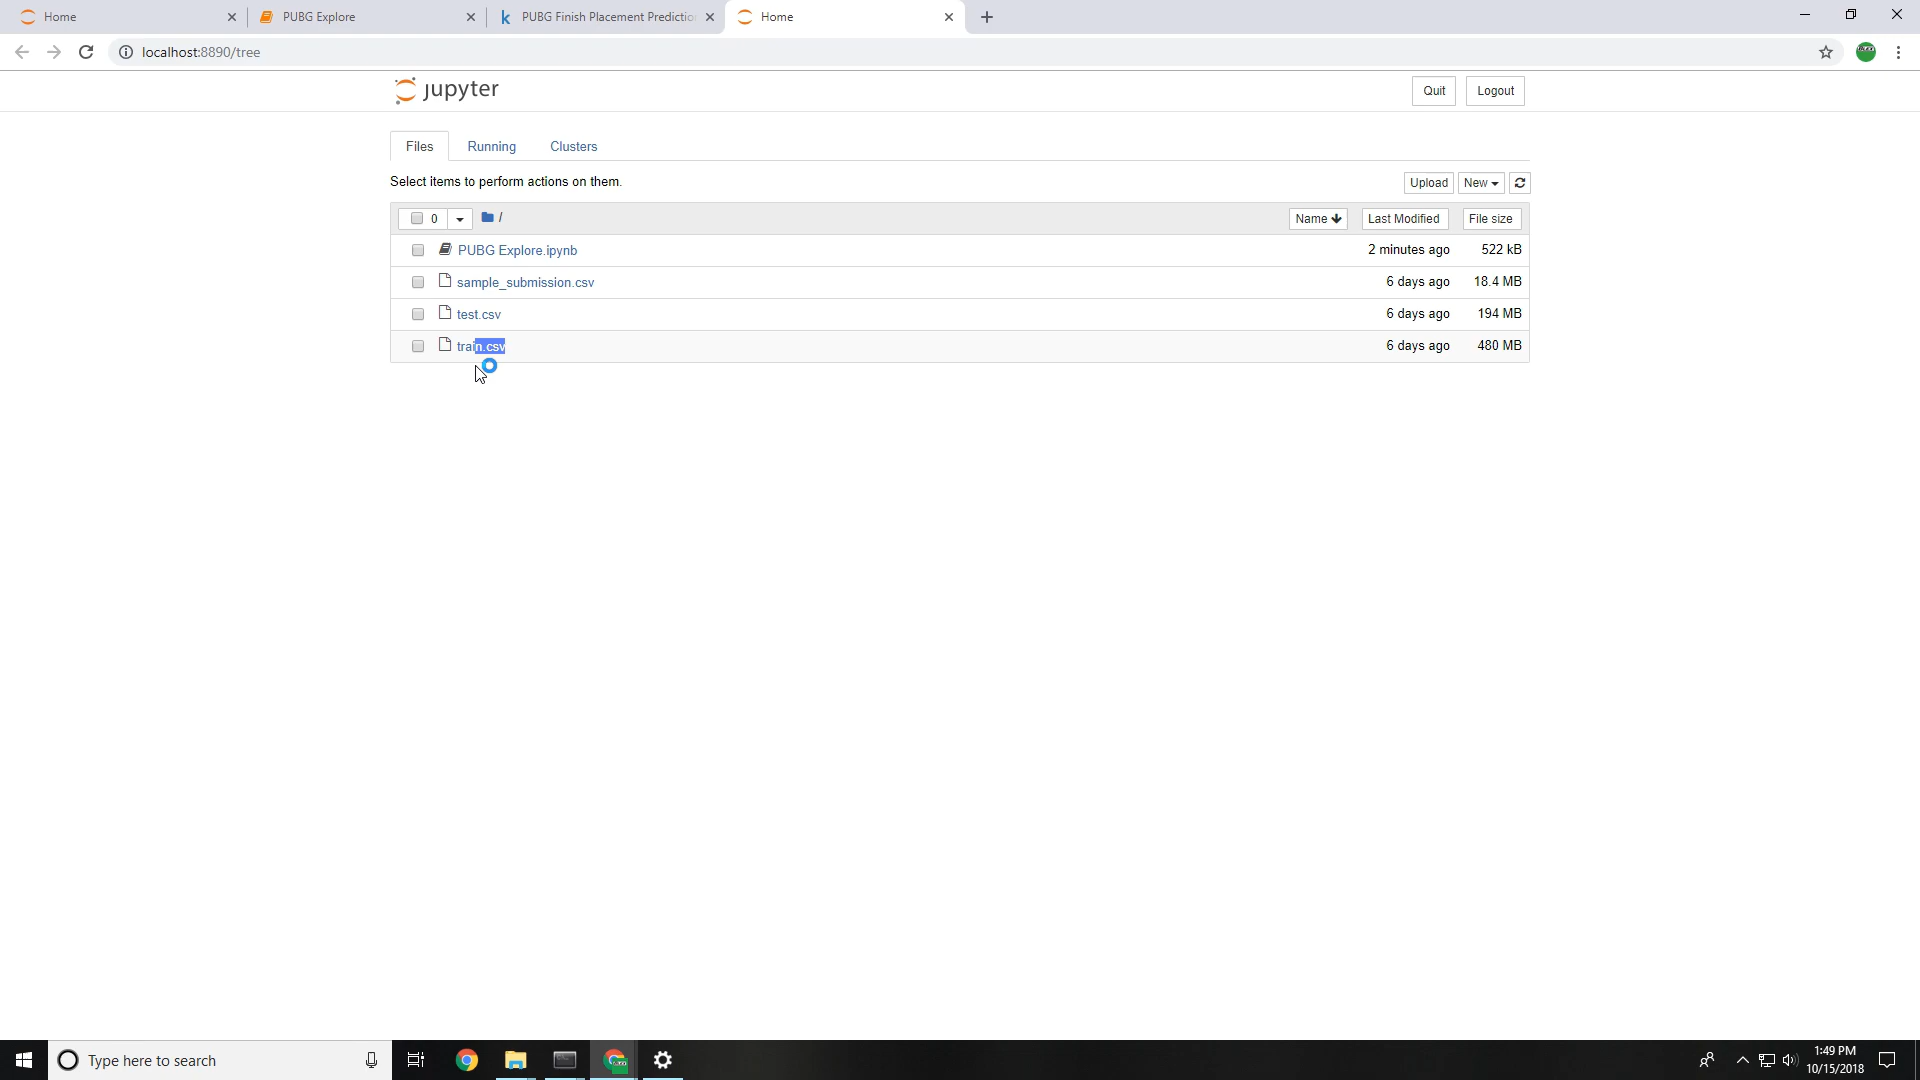 Home
PUBG Explore
PUBG Finish Placement Predictio
Home
localhost:8890/tree
jupyter
Quit
Logout
Files
Running
Clusters
Select items to perform actions on them.
Upload
New
0
/
Name
Last Modified
File size
PUBG Explore.ipynb
2 minutes ago
522 kB
sample_submission.csv
6 days ago
18.4 MB
test.csv
6 days ago
194 MB
train.csv
6 days ago
480 MB
Type here to search
1:49 PM
10/15/2018